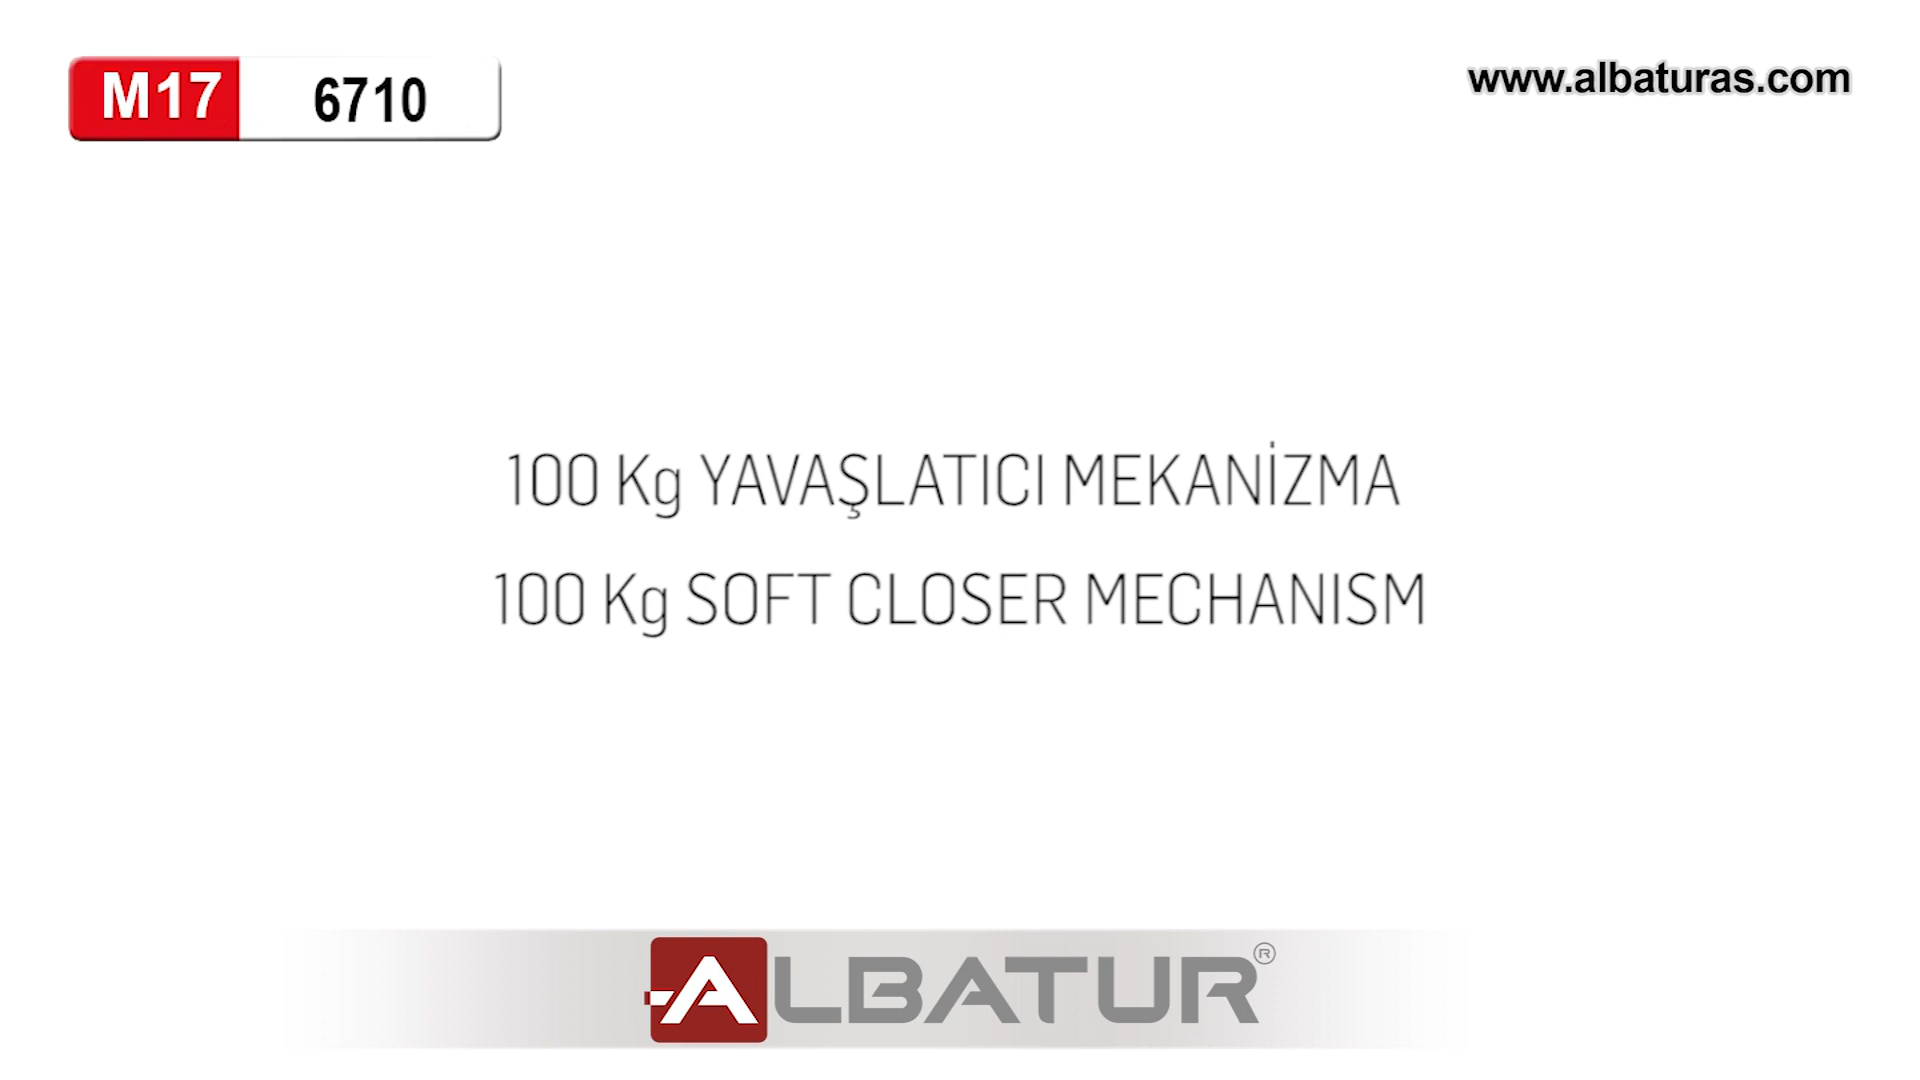 M17 6710
www.albaturas.com
100 Kg YAVAŞLATICI MEKANİZMA
100 Kg SOFT CLOSER MECHANISM
ALBATUR®